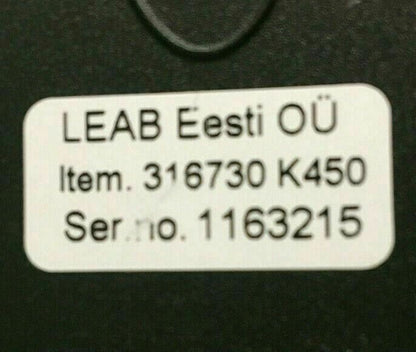 LEAB Eesti OÜ
Item. 316730 K450
Ser.no. 1163215